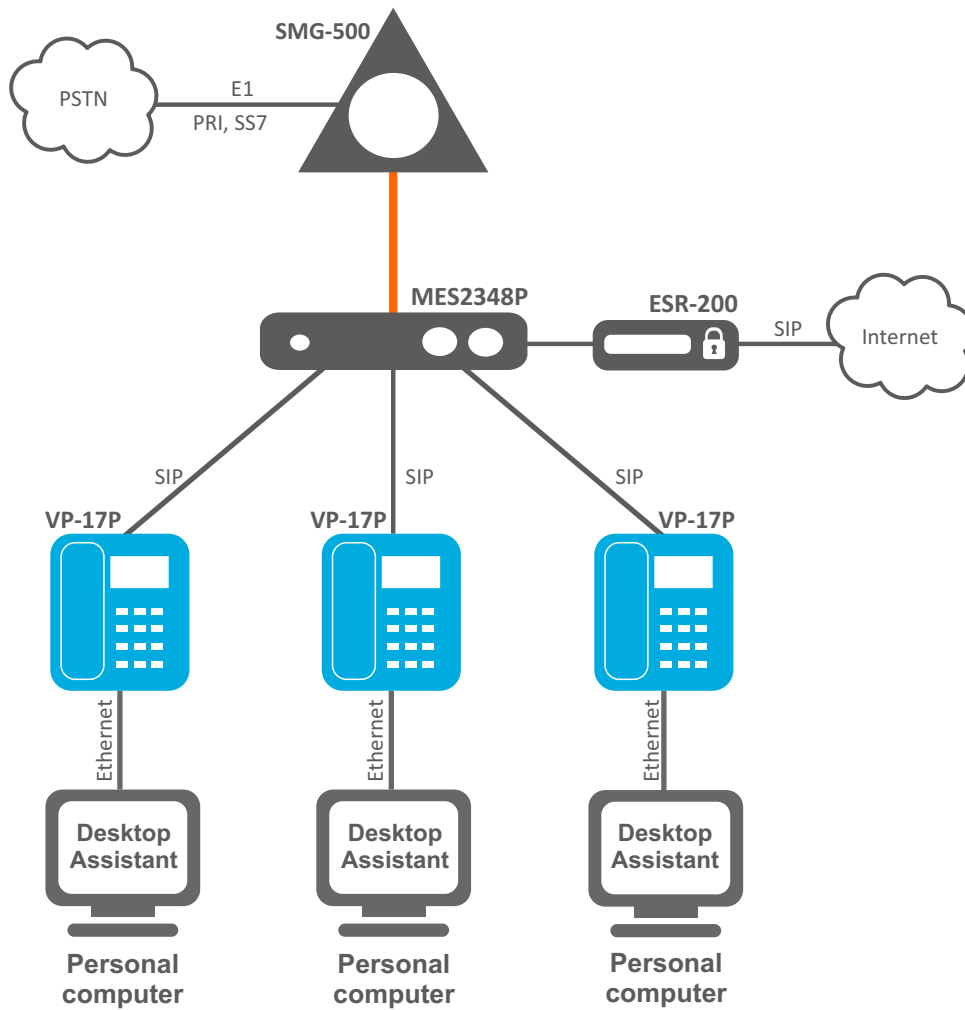 SMG-500
PSTN
E1
PRI, SS7
MES2348P
ESR-200
SIP
Internet
SIP
SIP
SIP
VP-17P
VP-17P
VP-17P
Ethernet
Ethernet
Ethernet
Desktop
Assistant
Desktop
Assistant
Desktop
Assistant
Personal
computer
Personal
computer
Personal
computer